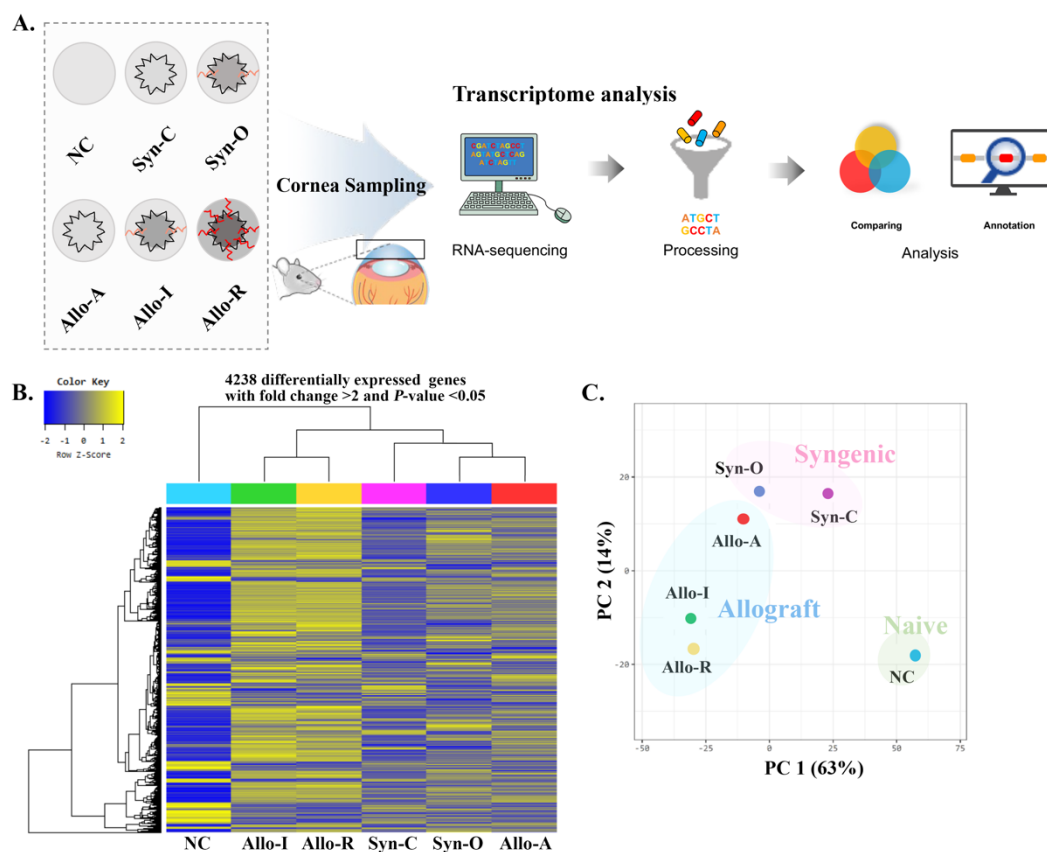 A.
NC
Syn-C
Syn-O
Allo-A
Allo-I
Allo-R
Cornea Sampling
Transcriptome analysis
RNA-sequencing
ATGCT
GCCTA
Processing
Comparing
Annotation
Analysis
B.
Color Key
-2 -1 0 1 2
Row Z-Score
4238 differentially expressed genes
with fold change >2 and P-value <0.05
NC Allo-I Allo-R Syn-C Syn-O Allo-A
C.
PC 2 (14%)
20
0
-20
Syngenic
Syn-O
Syn-C
Allo-A
Allo-I
Allograft
Allo-R
Naive
NC
-50 -25 0 25 50 75
PC 1 (63%)